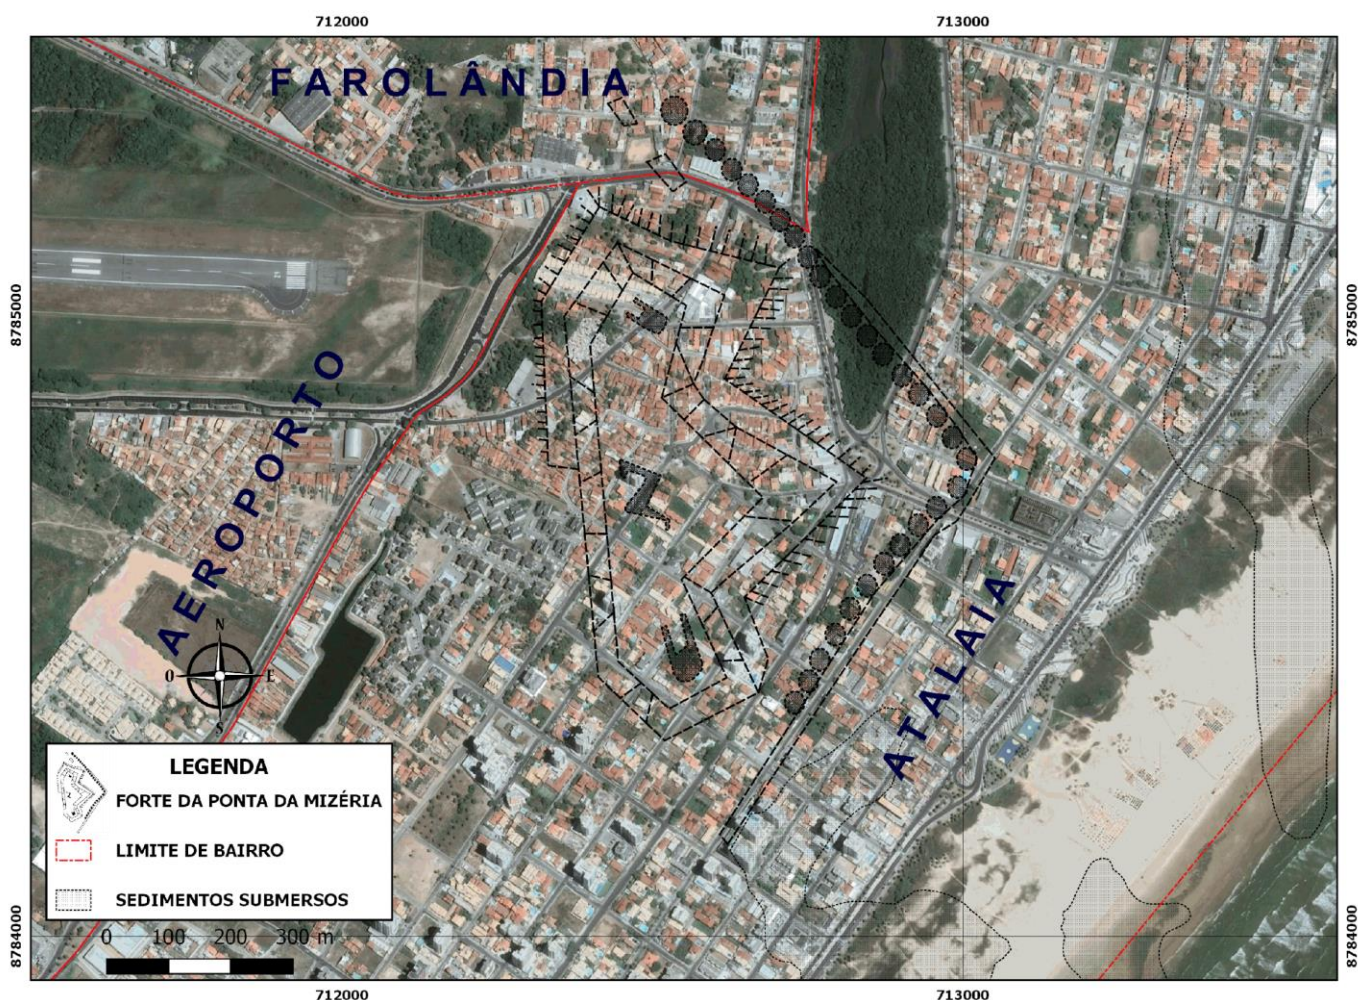 712000 713000
FAROLÂNDIA
8785000 8785000
AEROPORTO
ATALAIA
N
O E
S
LEGENDA
FORTE DA PONTA DA MIZÉRIA
LIMITE DE BAIRRO
SEDIMENTOS SUBMERSOS
0 100 200 300 m
8784000 8784000
712000 713000